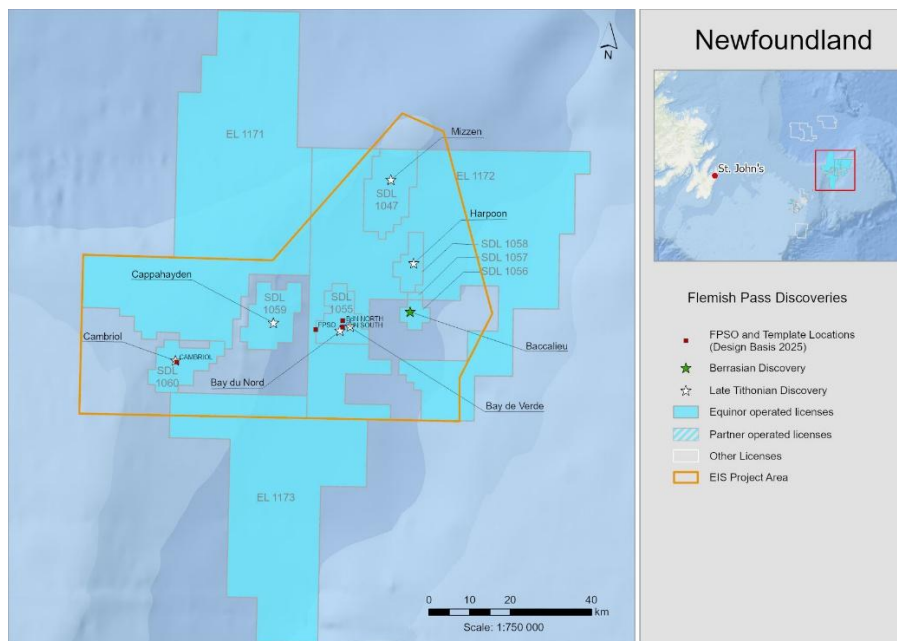 Newfoundland
St. John's
Flemish Pass Discoveries
FPSO and Template Locations
(Design Basis 2025)
Berrasian Discovery
Late Tithonian Discovery
Equinor operated licenses
Partner operated licenses
Other Licenses
EIS Project Area
N
EL 1171
Mizzen
EL 1172
SDL
1047
Harpoon
SDL 1058
SDL 1057
SDL 1056
Cappahayden
SDL
1059
SDL
1055
NORTH
FPSO
SOUTH
Cambriol
CAMBRIOL
SDL
1060
Bay du Nord
Baccalieu
Bay de Verde
EL 1173
0 10 20 40
km
Scale: 1:750 000